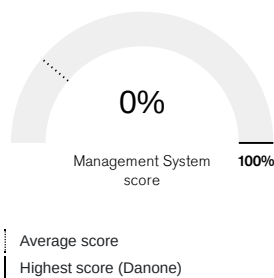 0%
Management System
score
100%
Average score
Highest score (Danone)